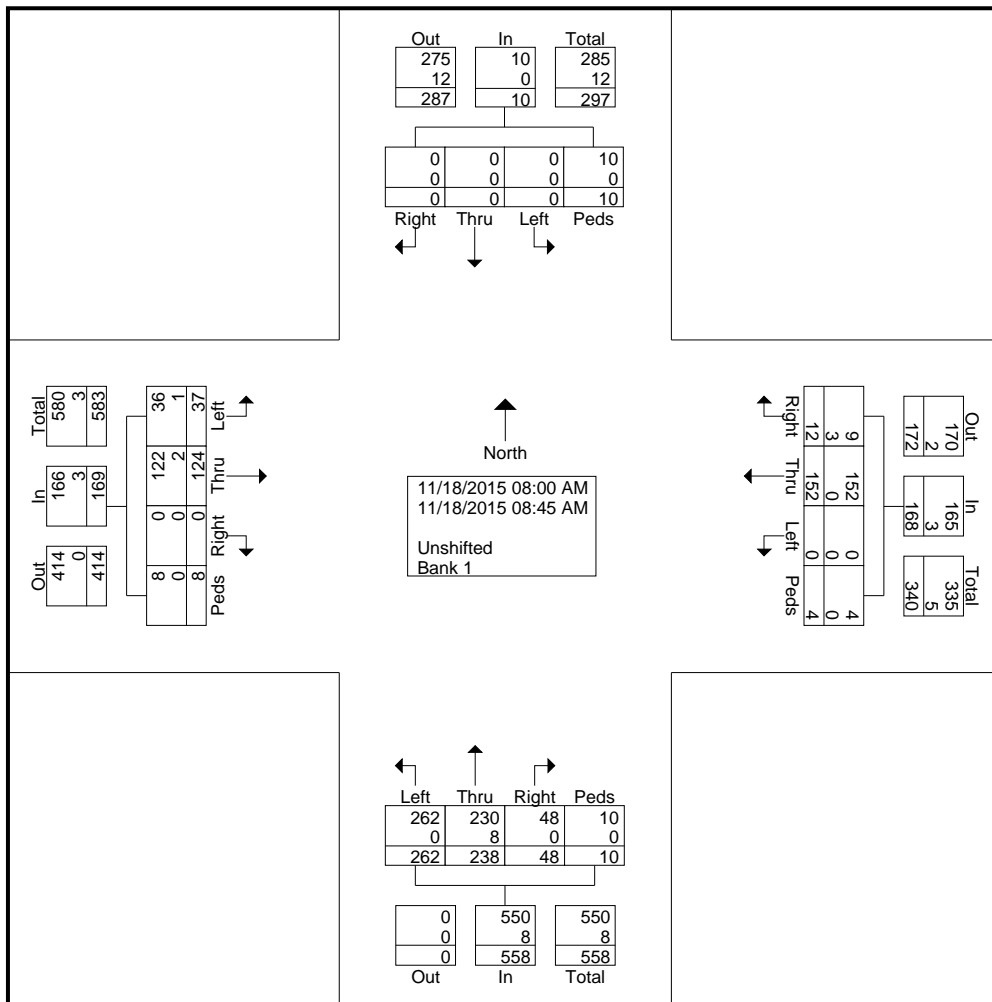 Out In Total
275 10 285
12 0 12
287 10 297
0 0 0 10
0 0 0 0
0 0 0 10
Right Thru Left Peds
Total
580
3
583
In
166
3
169
Out
414
0
414
36 1 37 Left
122 2 124 Thru
0 0 0 Right
8 0 8 Peds
North
11/18/2015 08:00 AM
11/18/2015 08:45 AM
Unshifted
Bank 1
Right 12 3 9
Thru 152 0 152
Left 0 0 0
Peds 4 0 4
Out
170
2
172
In
165
3
168
Total
335
5
340
Left Thru Right Peds
262 230 48 10
0 8 0 0
262 238 48 10
0 550 550
0 8 8
0 558 558
Out In Total